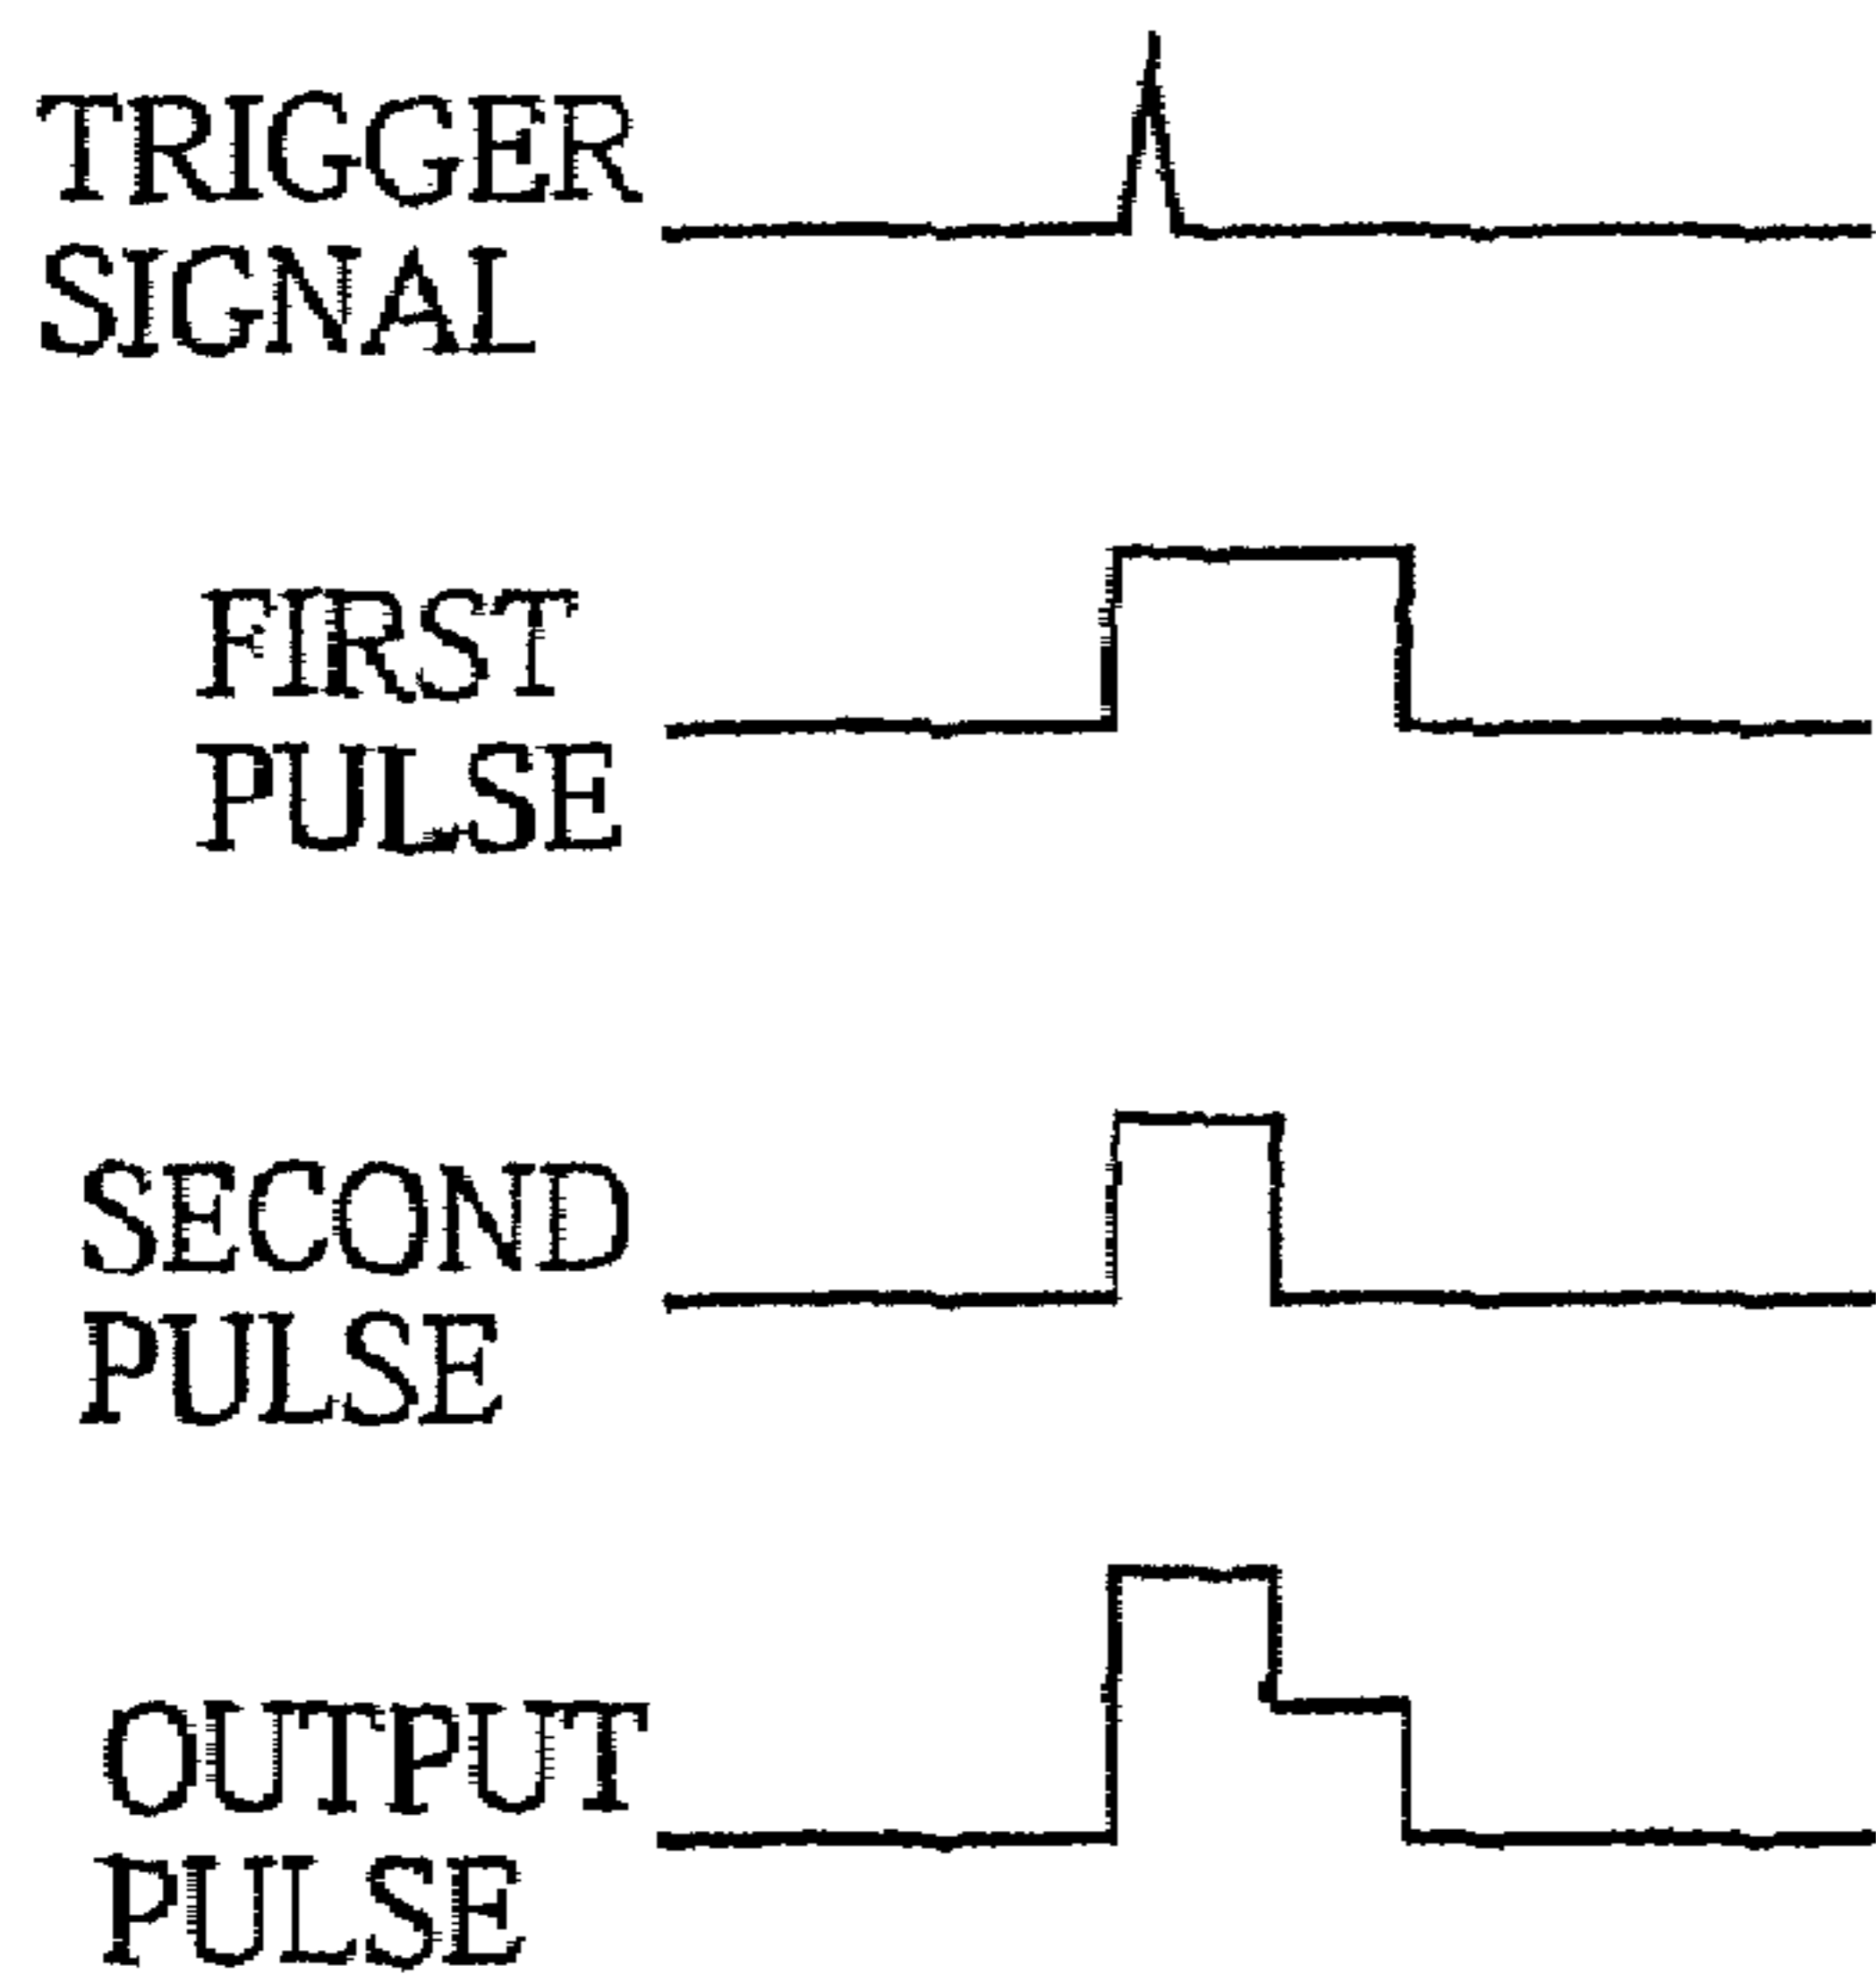 TRIGGER
SIGNAL
FIRST
PULSE
SECOND
PULSE
OUTPUT
PULSE